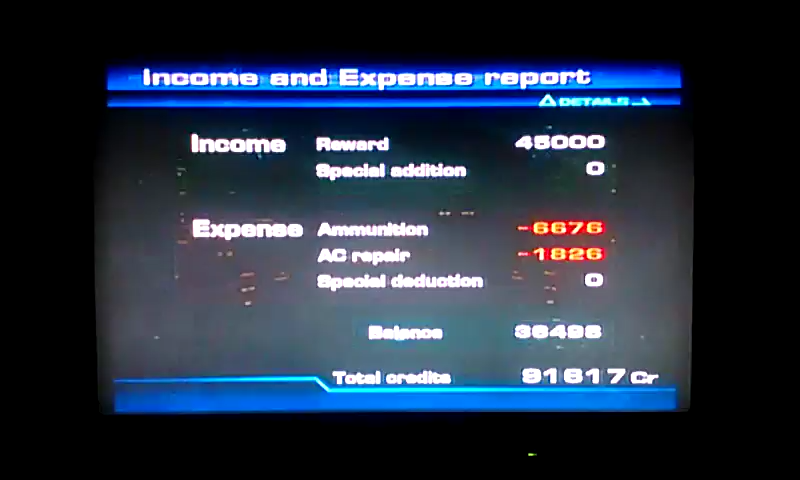 Income and Expense report
△ DETAILS
Income Reward 45000
Special addition 0
Expense Ammunition -6676
AC repair -1826
Special deduction 0
Balance 36498
Total credits 91617 Cr